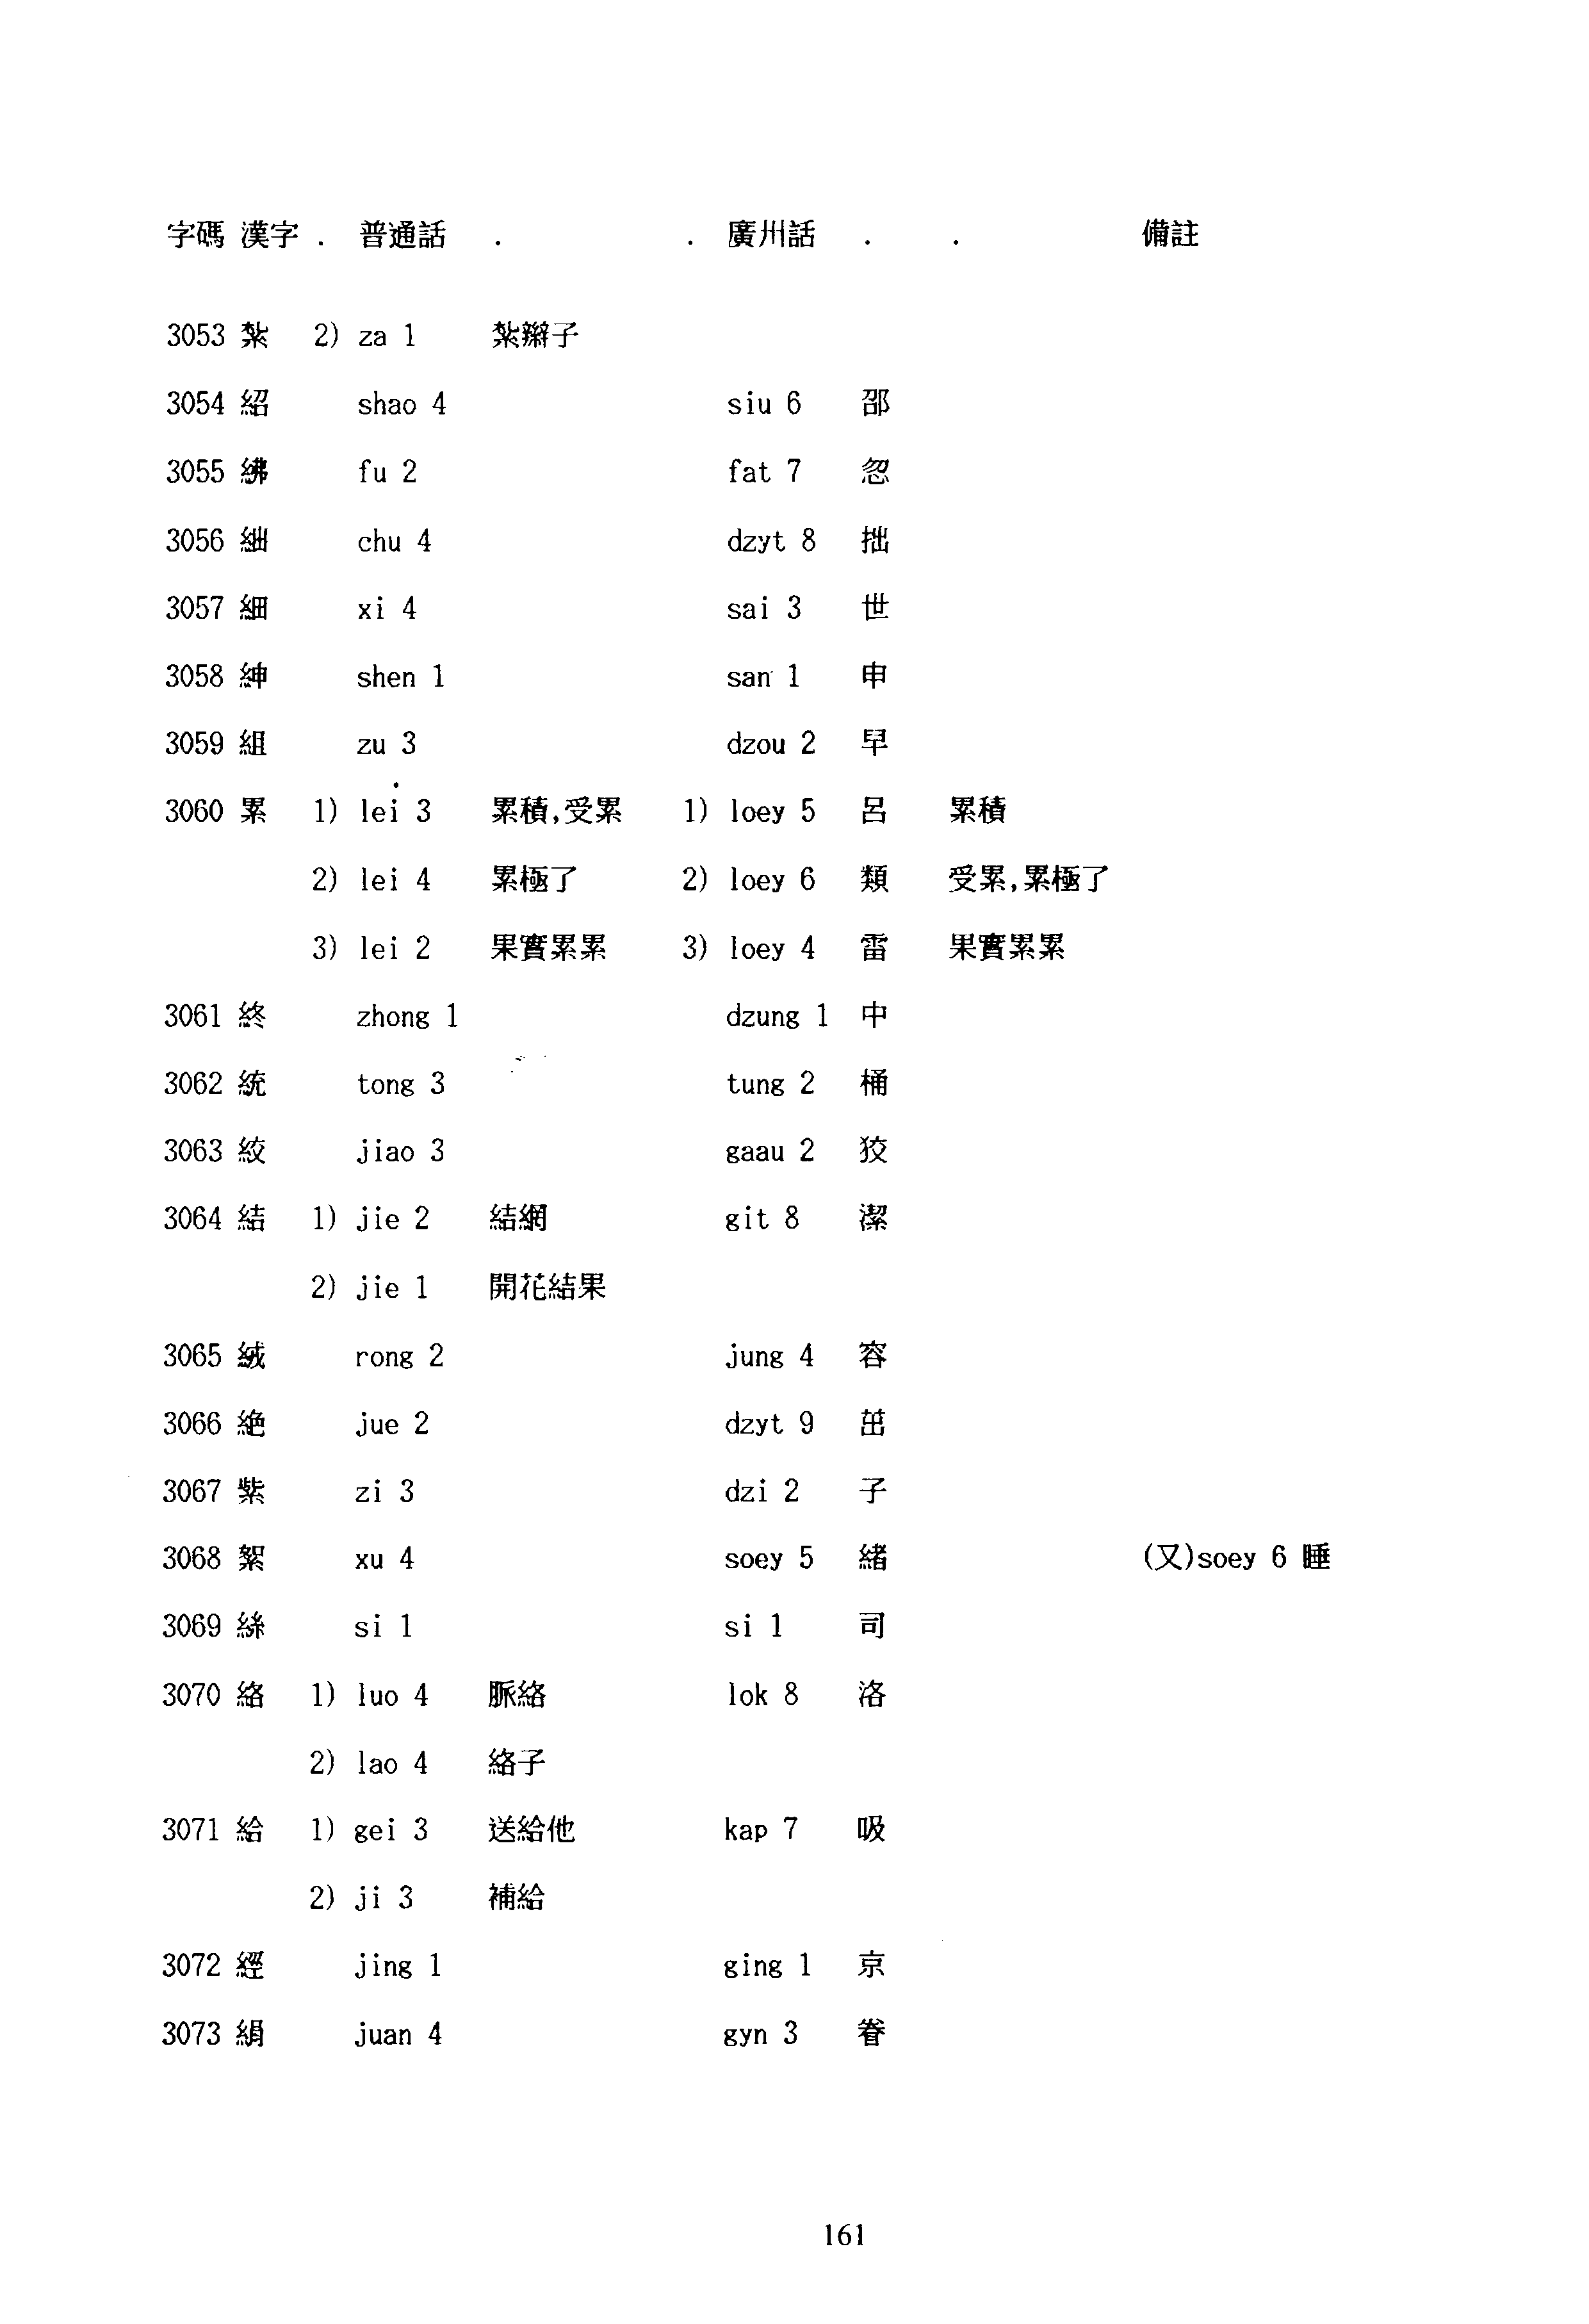 字碼 漢字 . 普通話 . . 廣州話 . . 備註
3053 紮 2) za 1 紮辮子
3054 紹 shao 4 siu 6 邵
3055 紼 fu 2 fat 7 忽
3056 絀 chu 4 dzyt 8 拙
3057 細 xi 4 sai 3 世
3058 紳 shen 1 san 1 申
3059 組 zu 3 dzou 2 早
3060 累 1) lei 3 累積,受累 1) loey 5 呂 累積
2) lei 4 累極了 2) loey 6 類 受累,累極了
3) lei 2 果實累累 3) loey 4 雷 果實累累
3061 終 zhong 1 dzung 1 中
3062 統 tong 3 tung 2 桶
3063 絞 jiao 3 gaau 2 狡
3064 結 1) jie 2 結網 git 8 潔
2) jie 1 開花結果
3065 絨 rong 2 jung 4 容
3066 絕 jue 2 dzyt 9 茁
3067 紫 zi 3 dzi 2 子
3068 絮 xu 4 soey 5 緒 (又)soey 6 睡
3069 絲 si 1 si 1 司
3070 絡 1) luo 4 脈絡 lok 8 洛
2) lao 4 絡子
3071 給 1) gei 3 送給他 kap 7 吸
2) ji 3 補給
3072 經 jing 1 ging 1 京
3073 絹 juan 4 gyn 3 眷
161